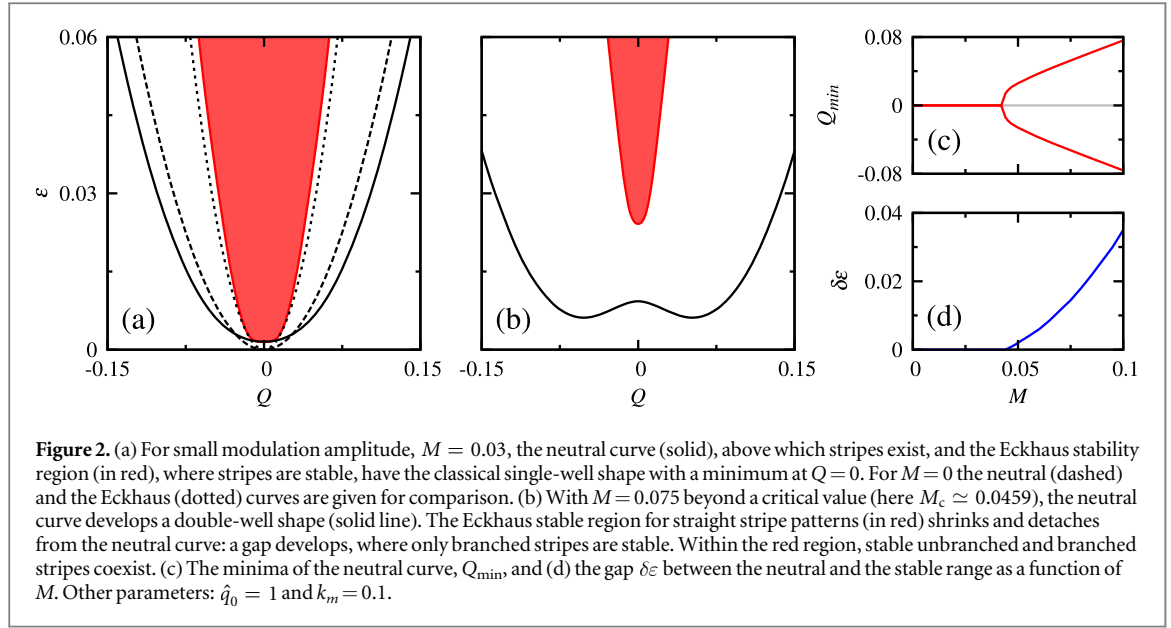 0.06
0.03
0
ε
(a)
-0.15
0
0.15
Q
(b)
-0.15
0
0.15
Q
0.08
0
-0.08
Q_min
(c)
0.04
0.02
0
δε
(d)
0
0.05
0.1
M
Figure 2. (a) For small modulation amplitude, M = 0.03, the neutral curve (solid), above which stripes exist, and the Eckhaus stability
region (in red), where stripes are stable, have the classical single-well shape with a minimum at Q = 0. For M = 0 the neutral (dashed)
and the Eckhaus (dotted) curves are given for comparison. (b) With M = 0.075 beyond a critical value (here M_c ≃ 0.0459), the neutral
curve develops a double-well shape (solid line). The Eckhaus stable region for straight stripe patterns (in red) shrinks and detaches
from the neutral curve: a gap develops, where only branched stripes are stable. Within the red region, stable unbranched and branched
stripes coexist. (c) The minima of the neutral curve, Q_min, and (d) the gap δε between the neutral and the stable range as a function of
M. Other parameters: q̂_0 = 1 and k_m = 0.1.